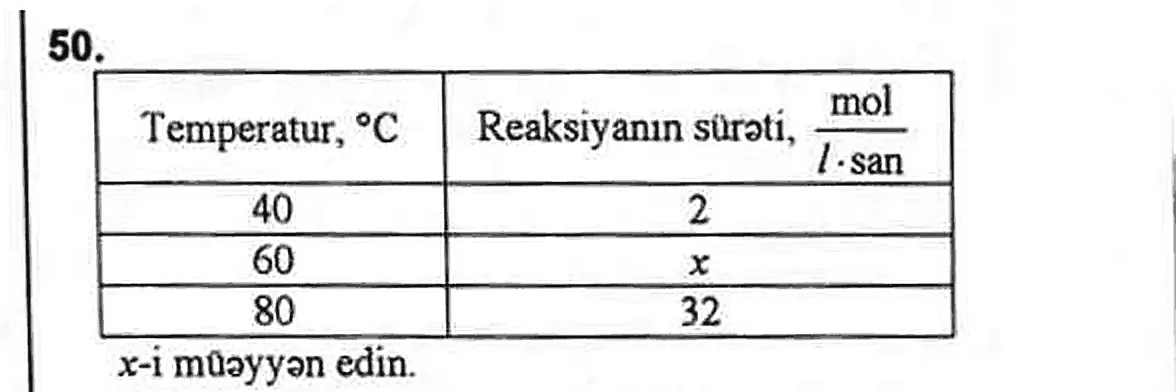 50.
Temperatur, °C Reaksiyanın sürəti, mol / l·san
40 2
60 x
80 32
x-i müəyyən edin.